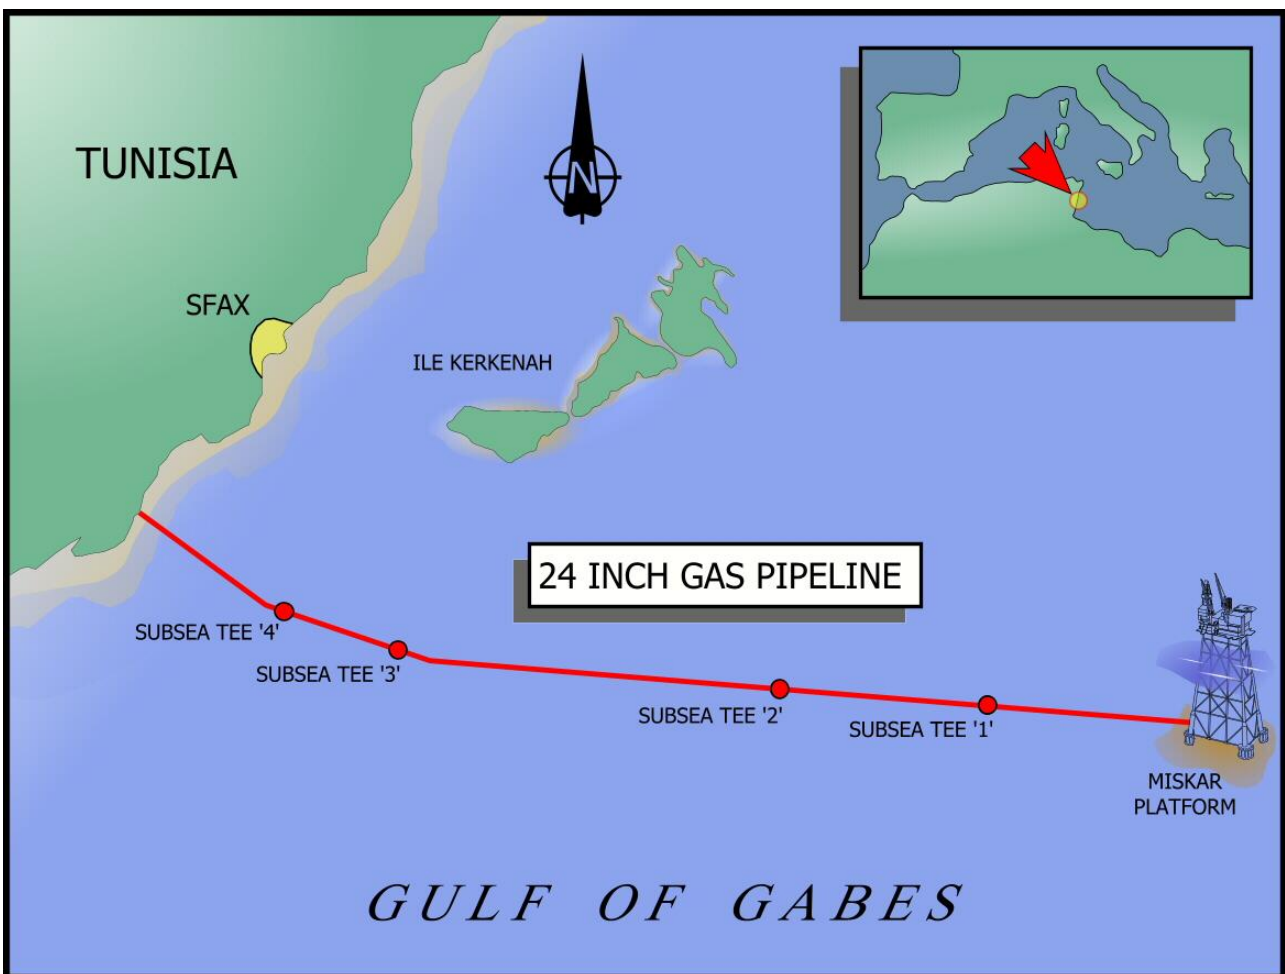 TUNISIA
N
SFAX
ILE KERKENAH
24 INCH GAS PIPELINE
SUBSEA TEE '4'
SUBSEA TEE '3'
SUBSEA TEE '2'
SUBSEA TEE '1'
MISKAR
PLATFORM
GULF OF GABES